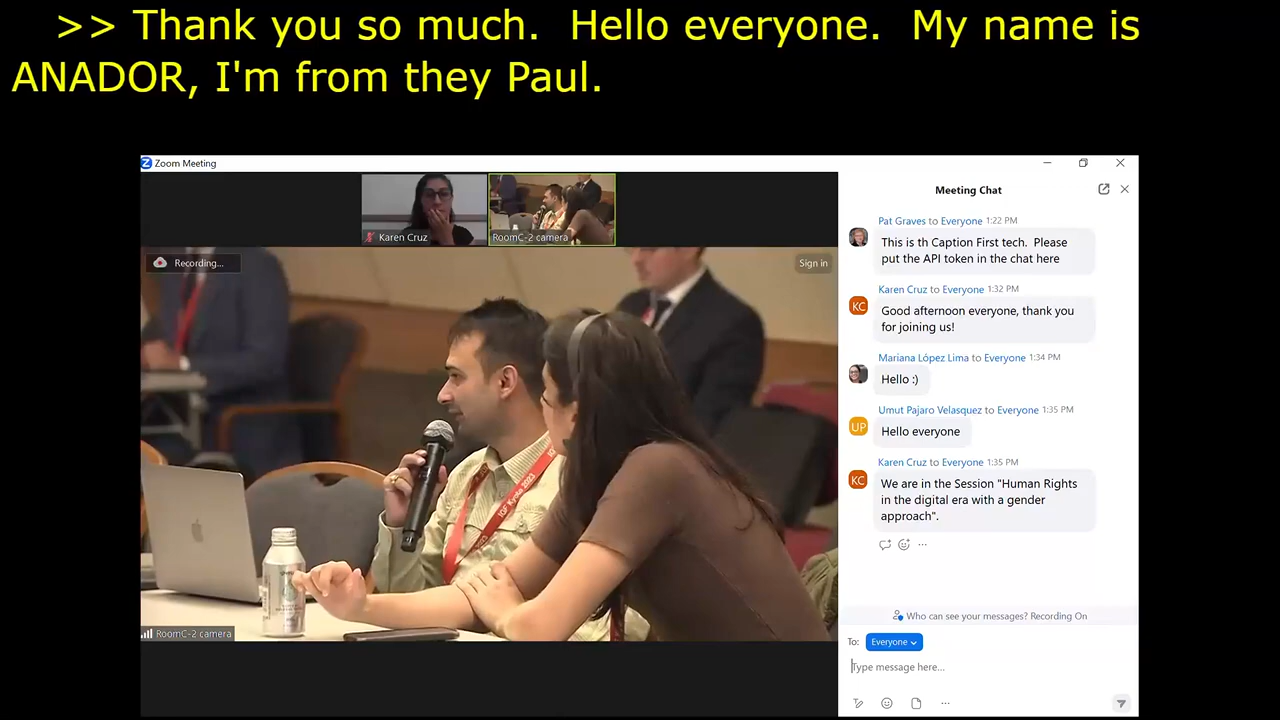 >> Thank you so much.  Hello everyone.  My name is
ANADOR, I'm from they Paul.
Zoom Meeting
Karen Cruz
RoomC-2 camera
Recording...
Sign in
IGF Kyoto 2023
RoomC-2 camera
Meeting Chat
Pat Graves to Everyone 1:22 PM
This is th Caption First tech.  Please
put the API token in the chat here
Karen Cruz to Everyone 1:32 PM
KC
Good afternoon everyone, thank you
for joining us!
Mariana López Lima to Everyone 1:34 PM
Hello :)
Umut Pajaro Velasquez to Everyone 1:35 PM
UP
Hello everyone
Karen Cruz to Everyone 1:35 PM
KC
We are in the Session "Human Rights
in the digital era with a gender
approach".
Who can see your messages? Recording On
To: Everyone
Type message here...